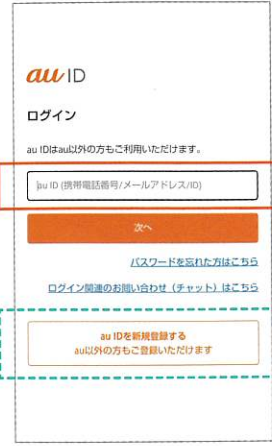 au ID
ログイン
au IDはau以外の方もご利用いただけます。
au ID (携帯電話番号/メールアドレス/ID)
次へ
パスワードを忘れた方はこちら
ログイン関連のお問い合わせ（チャット）はこちら
au IDを新規登録する
au以外の方もご登録いただけます